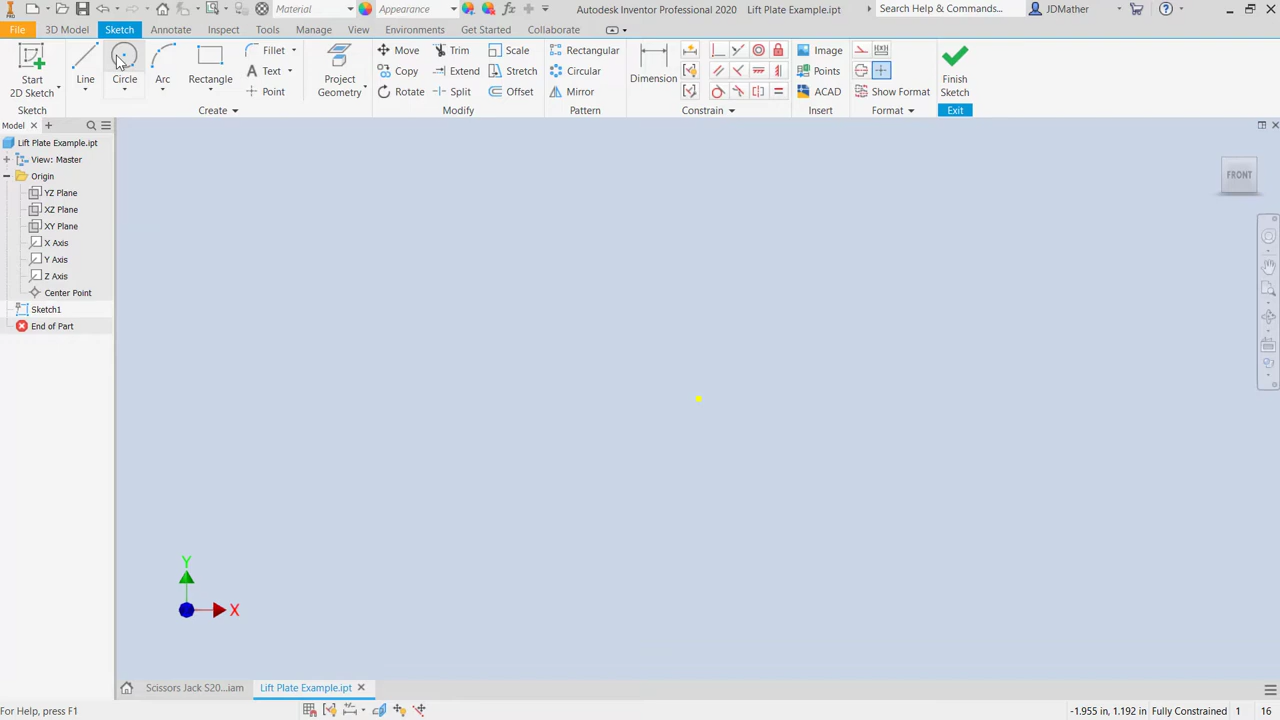 PRO
Material
Appearance
fx
Autodesk Inventor Professional 2020 Lift Plate Example.ipt
Search Help & Commands...
JDMather
File 3D Model Sketch Annotate Inspect Tools Manage View Environments Get Started Collaborate
Start
2D Sketch
Line
Circle
Arc
Rectangle
Fillet
Text
Point
Project
Geometry
Move
Copy
Rotate
Trim
Extend
Split
Scale
Stretch
Offset
Rectangular
Circular
Mirror
Dimension
Image
Points
ACAD
Show Format
Finish
Sketch
Sketch Create Modify Pattern Constrain Insert Format Exit
Model
Lift Plate Example.ipt
View: Master
Origin
YZ Plane
XZ Plane
XY Plane
X Axis
Y Axis
Z Axis
Center Point
Sketch1
End of Part
FRONT
Y
X
Scissors Jack S20...iam Lift Plate Example.ipt
For Help, press F1
-1.955 in, 1.192 in Fully Constrained 1 16